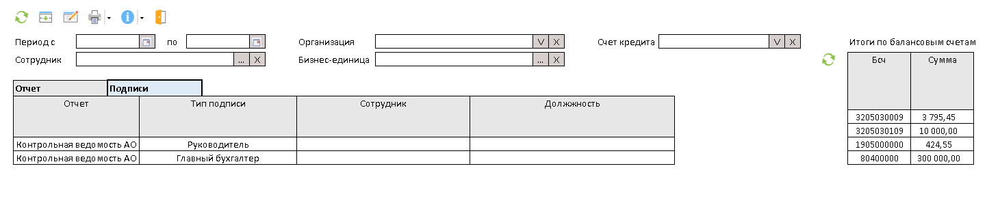 Период с по Организация V X Счет кредита V X Итоги по балансовым счетам
Сотрудник ... X Бизнес-единица ... X
Бсч Сумма
3205030009 3 795,45
3205030109 10 000,00
1905000000 424,55
80400000 300 000,00
Отчет Подписи
Отчет Тип подписи Сотрудник Должжность
Контрольная ведомость АО Руководитель
Контрольная ведомость АО Главный бухгалтер